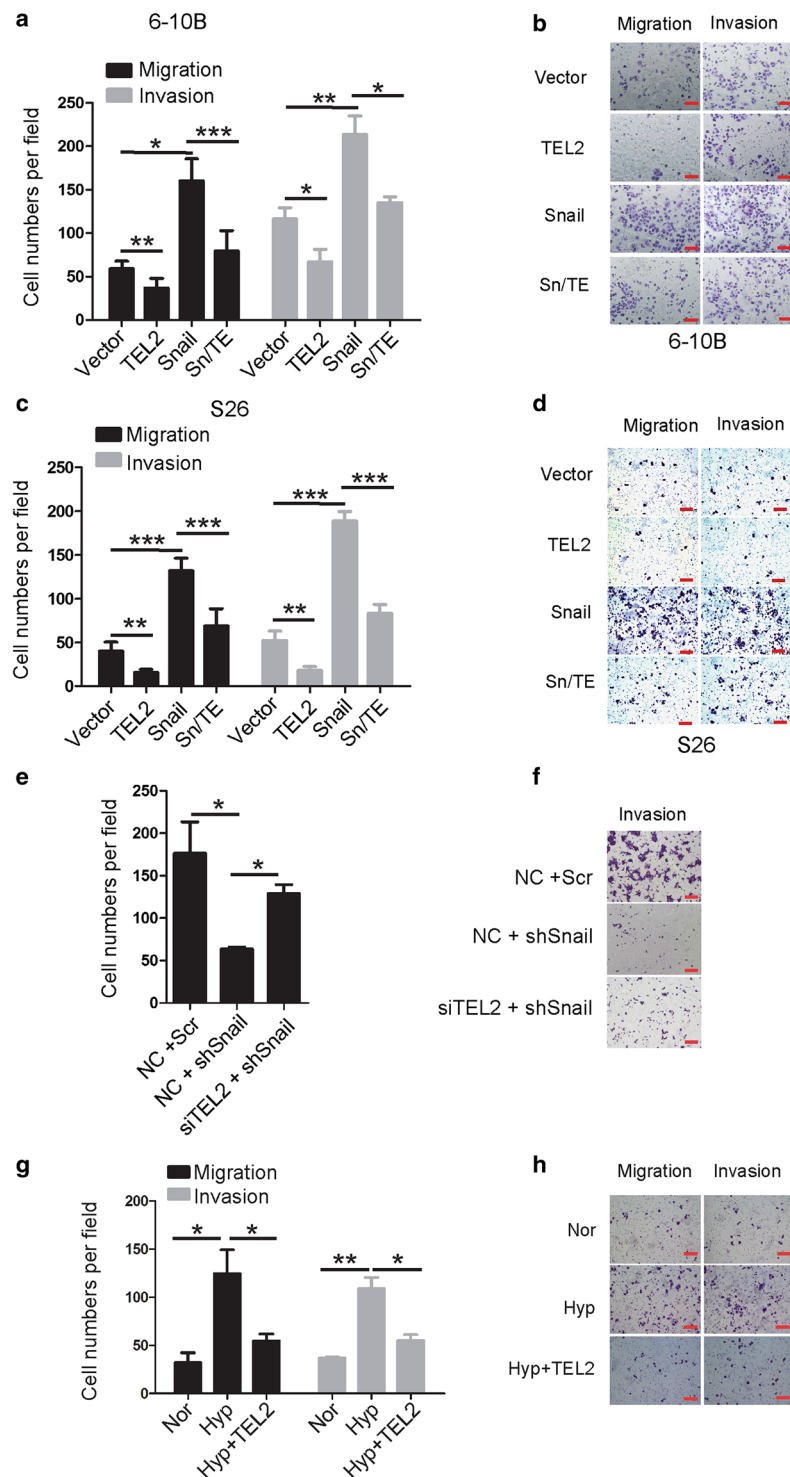 a
6-10B
Migration
Invasion
Cell numbers per field
250
200
150
100
50
0
*
***
**
**
*
*
Vector
TEL2
Snail
Sn/TE
Vector
TEL2
Snail
Sn/TE
b
Migration
Invasion
Vector
TEL2
Snail
Sn/TE
6-10B
c
S26
Migration
Invasion
Cell numbers per field
250
200
150
100
50
0
***
***
**
***
***
**
Vector
TEL2
Snail
Sn/TE
Vector
TEL2
Snail
Sn/TE
d
Migration
Invasion
Vector
TEL2
Snail
Sn/TE
S26
e
Cell numbers per field
250
200
150
100
50
0
*
*
NC +Scr
NC + shSnail
siTEL2 + shSnail
f
Invasion
NC +Scr
NC + shSnail
siTEL2 + shSnail
g
Migration
Invasion
Cell numbers per field
200
150
100
50
0
*
*
**
*
Nor
Hyp
Hyp+TEL2
Nor
Hyp
Hyp+TEL2
h
Migration
Invasion
Nor
Hyp
Hyp+TEL2